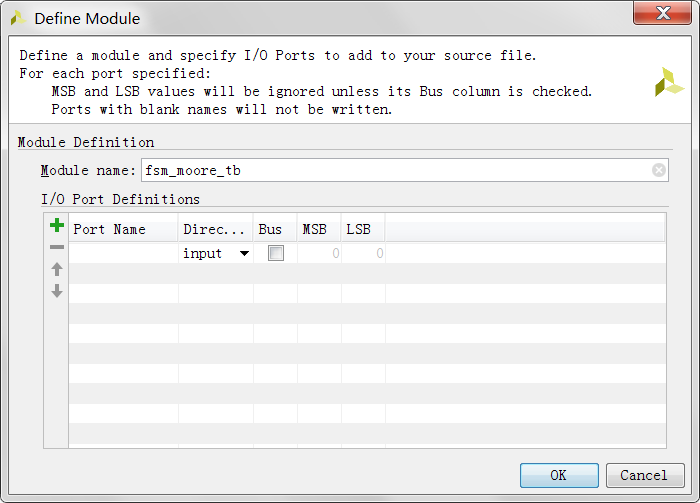 Define Module
Define a module and specify I/O Ports to add to your source file.
For each port specified:
MSB and LSB values will be ignored unless its Bus column is checked.
Ports with blank names will not be written.
Module Definition
Module name: fsm_moore_tb
I/O Port Definitions
Port Name Direc... Bus MSB LSB
input 0 0
OK Cancel